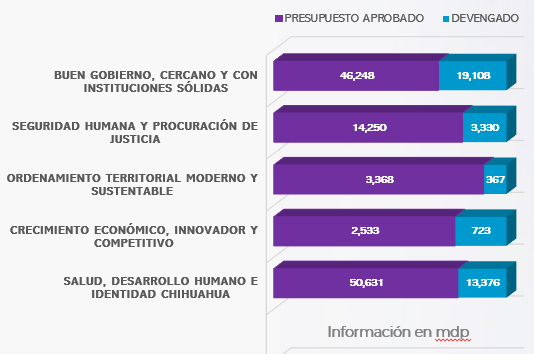 PRESUPUESTO APROBADO DEVENGADO
BUEN GOBIERNO, CERCANO Y CON
INSTITUCIONES SÓLIDAS
46,248 19,108
SEGURIDAD HUMANA Y PROCURACIÓN DE
JUSTICIA
14,250 3,330
ORDENAMIENTO TERRITORIAL MODERNO Y
SUSTENTABLE
3,368 367
CRECIMIENTO ECONÓMICO, INNOVADOR Y
COMPETITIVO
2,533 723
SALUD, DESARROLLO HUMANO E
IDENTIDAD CHIHUAHUA
50,631 13,376
Información en mdp